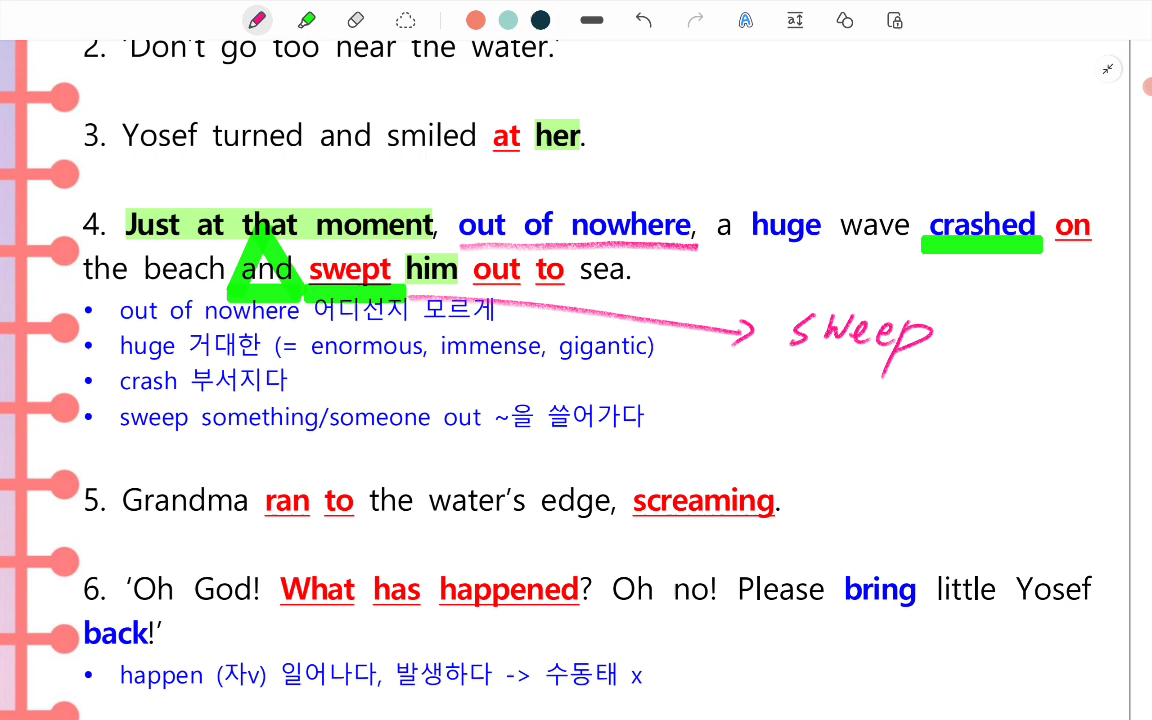 2. ‘Don’t go too near the water.’
3. Yosef turned and smiled at her.
4. Just at that moment, out of nowhere, a huge wave crashed on
the beach and swept him out to sea.
• out of nowhere 어디선지 모르게
• huge 거대한 (= enormous, immense, gigantic)
sweep
• crash 부서지다
• sweep something/someone out ~을 쓸어가다
5. Grandma ran to the water’s edge, screaming.
6. ‘Oh God! What has happened? Oh no! Please bring little Yosef
back!’
• happen (자v) 일어나다, 발생하다 -> 수동태 x